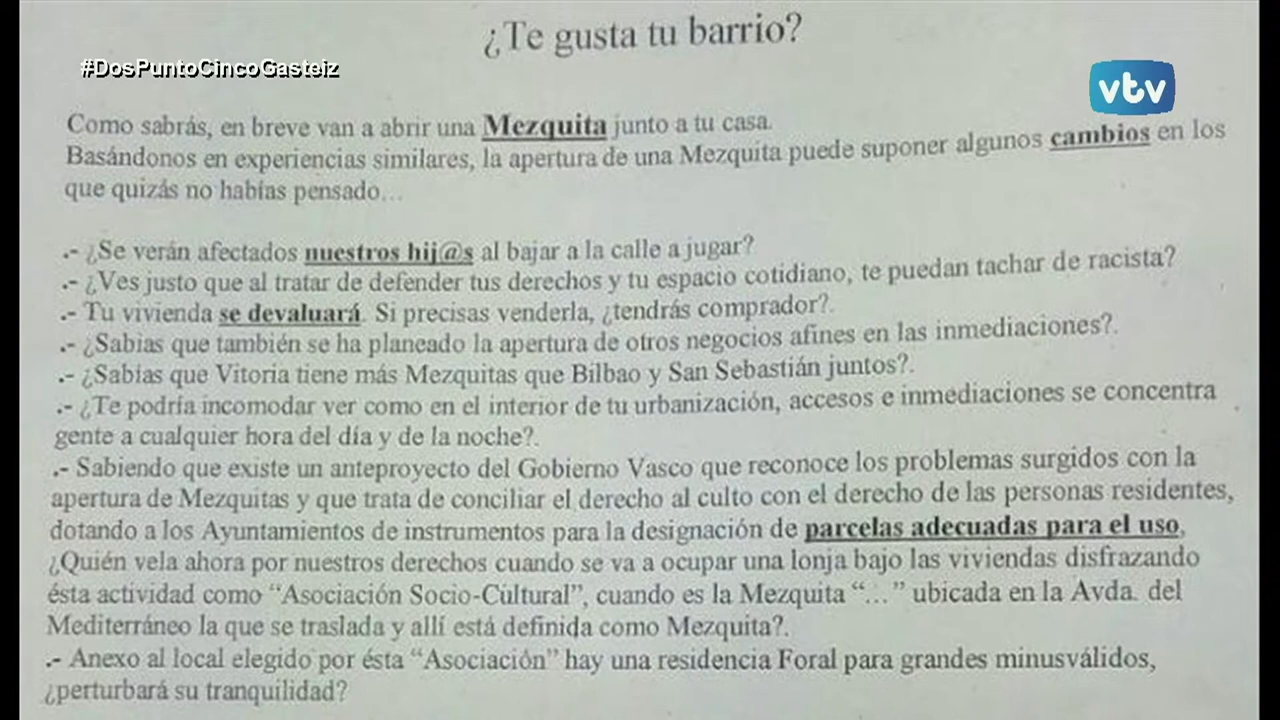 ¿Te gusta tu barrio?
#DosPuntoCincoGasteiz
vtv
Como sabrás, en breve van a abrir una Mezquita junto a tu casa.
Basándonos en experiencias similares, la apertura de una Mezquita puede suponer algunos cambios en los
que quizás no habías pensado...
.- ¿Se verán afectados nuestros hij@s al bajar a la calle a jugar?
.- ¿Ves justo que al tratar de defender tus derechos y tu espacio cotidiano, te puedan tachar de racista?
.- Tu vivienda se devaluará. Si precisas venderla, ¿tendrás comprador?.
.- ¿Sabias que también se ha planeado la apertura de otros negocios afines en las inmediaciones?.
.- ¿Sabías que Vitoria tiene más Mezquitas que Bilbao y San Sebastián juntos?.
.- ¿Te podría incomodar ver como en el interior de tu urbanización, accesos e inmediaciones se concentra
gente a cualquier hora del día y de la noche?.
.- Sabiendo que existe un anteproyecto del Gobierno Vasco que reconoce los problemas surgidos con la
apertura de Mezquitas y que trata de conciliar el derecho al culto con el derecho de las personas residentes,
dotando a los Ayuntamientos de instrumentos para la designación de parcelas adecuadas para el uso,
¿Quién vela ahora por nuestros derechos cuando se va a ocupar una lonja bajo las viviendas disfrazando
ésta actividad como “Asociación Socio-Cultural”, cuando es la Mezquita “...” ubicada en la Avda. del
Mediterráneo la que se traslada y allí está definida como Mezquita?.
.- Anexo al local elegido por ésta “Asociación” hay una residencia Foral para grandes minusválidos,
¿perturbará su tranquilidad?